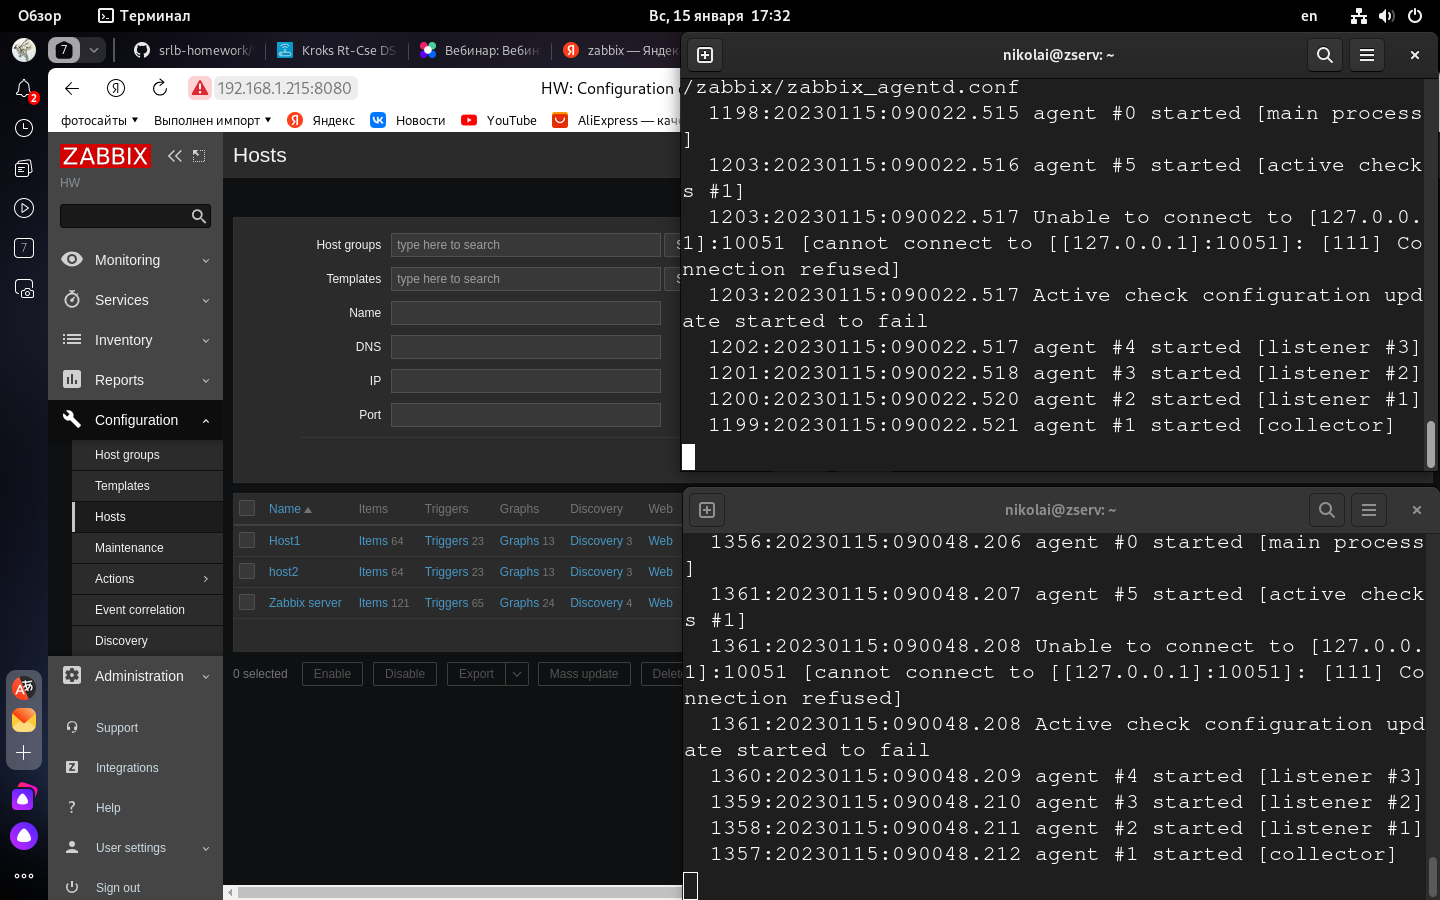 Обзор
Терминал
Вс, 15 января 17:32
en
7
srlb-homework/
Kroks Rt-Cse DS
Вебинар: Вебин
zabbix — Яндек
2
192.168.1.215:8080
HW: Configuration
фотосайты
Выполнен импорт
Яндекс
Новости
YouTube
AliExpress — кач
7
ZABBIX
HW
Monitoring
Services
Inventory
Reports
Configuration
Host groups
Templates
Hosts
Maintenance
Actions
Event correlation
Discovery
Administration
Support
Integrations
Help
User settings
Sign out
Hosts
Host groups type here to search
Templates type here to search
Name
DNS
IP
Port
Name Items Triggers Graphs Discovery Web
Host1 Items 64 Triggers 23 Graphs 13 Discovery 3 Web
host2 Items 64 Triggers 23 Graphs 13 Discovery 3 Web
Zabbix server Items 121 Triggers 65 Graphs 24 Discovery 4 Web
0 selected Enable Disable Export Mass update Delet
nikolai@zserv: ~
/zabbix/zabbix_agentd.conf
1198:20230115:090022.515 agent #0 started [main process
]
1203:20230115:090022.516 agent #5 started [active check
s #1]
1203:20230115:090022.517 Unable to connect to [127.0.0.
1]:10051 [cannot connect to [[127.0.0.1]:10051]: [111] Co
nnection refused]
1203:20230115:090022.517 Active check configuration upd
ate started to fail
1202:20230115:090022.517 agent #4 started [listener #3]
1201:20230115:090022.518 agent #3 started [listener #2]
1200:20230115:090022.520 agent #2 started [listener #1]
1199:20230115:090022.521 agent #1 started [collector]
nikolai@zserv: ~
1356:20230115:090048.206 agent #0 started [main process
]
1361:20230115:090048.207 agent #5 started [active check
s #1]
1361:20230115:090048.208 Unable to connect to [127.0.0.
1]:10051 [cannot connect to [[127.0.0.1]:10051]: [111] Co
nnection refused]
1361:20230115:090048.208 Active check configuration upd
ate started to fail
1360:20230115:090048.209 agent #4 started [listener #3]
1359:20230115:090048.210 agent #3 started [listener #2]
1358:20230115:090048.211 agent #2 started [listener #1]
1357:20230115:090048.212 agent #1 started [collector]